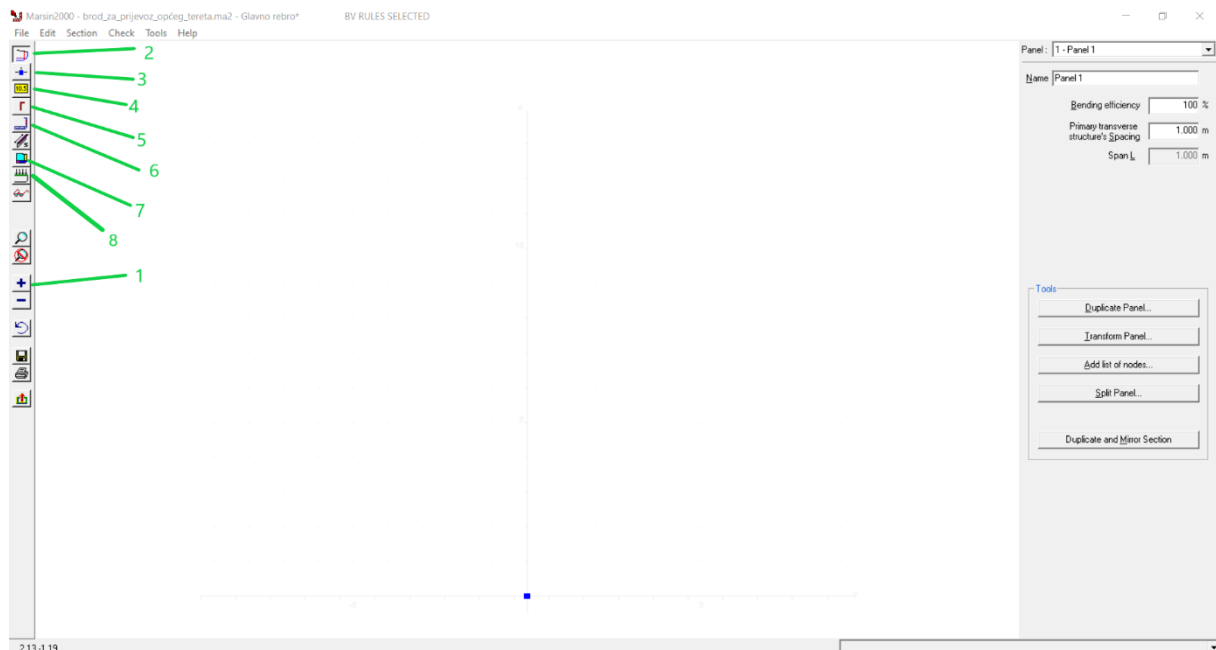 Marsin2000 - brod_za_prijevoz_općeg_tereta.ma2 - Glavno rebro* BV RULES SELECTED
File Edit Section Check Tools Help
2
3
10.5
4
5
6
7
8
1
Panel : 1 - Panel 1
Name Panel 1
Bending efficiency 100 %
Primary transverse
structure's Spacing 1.000 m
Span L 1.000 m
Tools
Duplicate Panel...
Transform Panel...
Add list of nodes...
Split Panel...
Duplicate and Mirror Section
2.13,-1.19